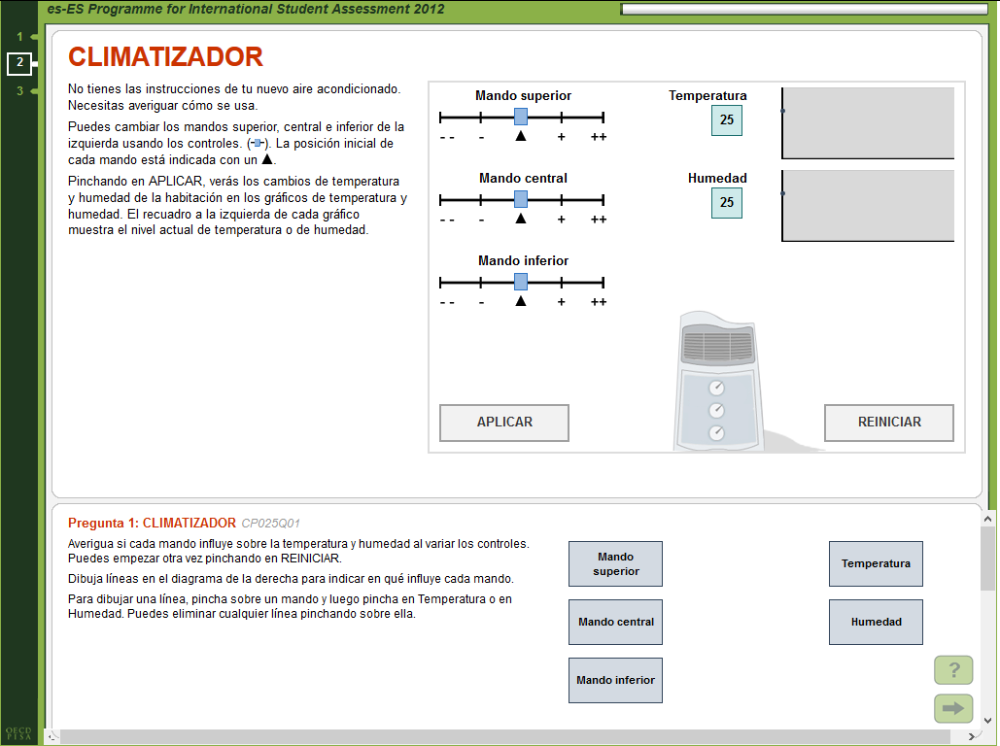 es-ES Programme for International Student Assessment 2012
1
2
3
CLIMATIZADOR
No tienes las instrucciones de tu nuevo aire acondicionado.
Necesitas averiguar cómo se usa.
Puedes cambiar los mandos superior, central e inferior de la
izquierda usando los controles. ( ). La posición inicial de
cada mando está indicada con un ▲.
Pinchando en APLICAR, verás los cambios de temperatura
y humedad de la habitación en los gráficos de temperatura y
humedad. El recuadro a la izquierda de cada gráfico
muestra el nivel actual de temperatura o de humedad.
Mando superior
- - - ▲ + ++
Temperatura
25
Mando central
- - - ▲ + ++
Humedad
25
Mando inferior
- - - ▲ + ++
APLICAR
REINICIAR
Pregunta 1: CLIMATIZADOR CP025Q01
Averigua si cada mando influye sobre la temperatura y humedad al variar los controles.
Puedes empezar otra vez pinchando en REINICIAR.
Dibuja líneas en el diagrama de la derecha para indicar en qué influye cada mando.
Para dibujar una línea, pincha sobre un mando y luego pincha en Temperatura o en
Humedad. Puedes eliminar cualquier línea pinchando sobre ella.
Mando
superior
Temperatura
Mando central
Humedad
Mando inferior
?
OECD
PISA